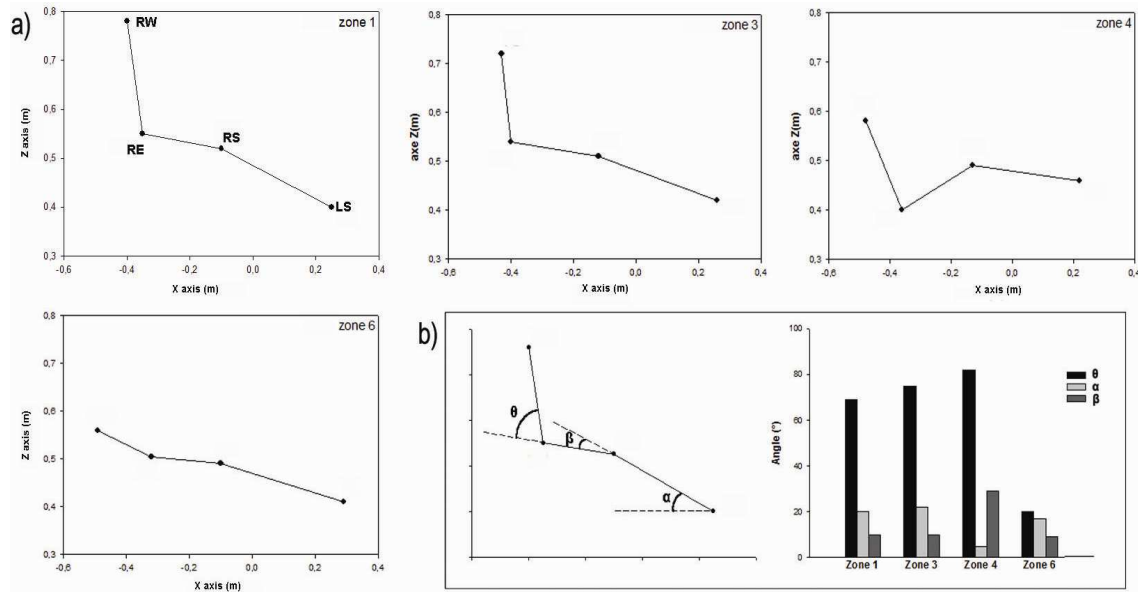 a)
zone 1
0,8
0,7
0,6
0,5
0,4
0,3
Z axis (m)
RW
RE
RS
LS
-0,6
-0,4
-0,2
0,0
0,2
0,4
X axis (m)
zone 3
0,8
0,7
0,6
0,5
0,4
0,3
axe Z(m)
-0,6
-0,4
-0,2
0,0
0,2
0,4
X axis (m)
zone 4
0,8
0,7
0,6
0,5
0,4
0,3
axe Z(m)
-0,6
-0,4
-0,2
0,0
0,2
0,4
X axis (m)
zone 6
0,8
0,7
0,6
0,5
0,4
0,3
Z axis (m)
-0,6
-0,4
-0,2
0,0
0,2
0,4
X axis (m)
b)
θ
β
α
100
80
60
40
20
0
Angle (°)
θ
α
β
Zone 1
Zone 3
Zone 4
Zone 6